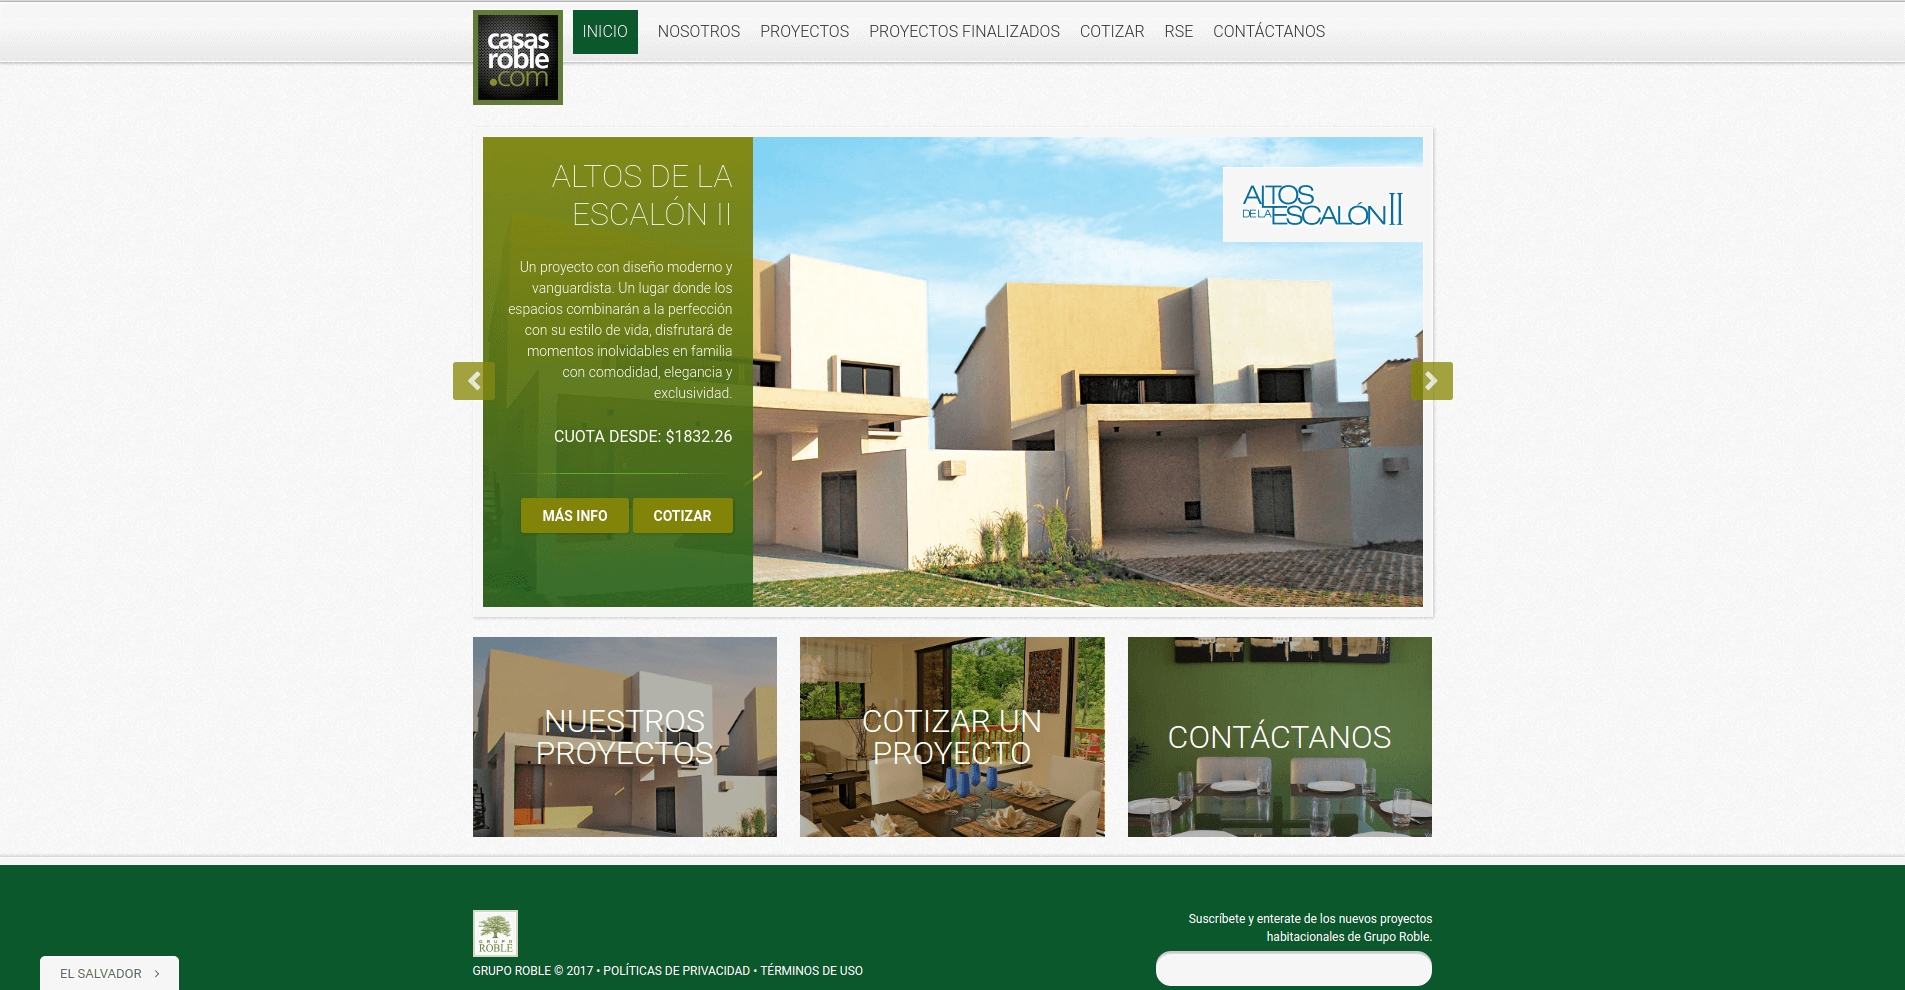 casas
roble
.com
INICIO NOSOTROS PROYECTOS PROYECTOS FINALIZADOS COTIZAR RSE CONTÁCTANOS
ALTOS DE LA
ESCALÓN II
Un proyecto con diseño moderno y
vanguardista. Un lugar donde los
espacios combinarán a la perfección
con su estilo de vida, disfrutará de
momentos inolvidables en familia
con comodidad, elegancia y
exclusividad.
CUOTA DESDE: $1832.26
MÁS INFO COTIZAR
ALTOS
DE LA ESCALÓN II
NUESTROS
PROYECTOS
COTIZAR UN
PROYECTO
CONTÁCTANOS
GRUPO
ROBLE
GRUPO ROBLE © 2017 • POLÍTICAS DE PRIVACIDAD • TÉRMINOS DE USO
Suscríbete y enterate de los nuevos proyectos
habitacionales de Grupo Roble.
EL SALVADOR